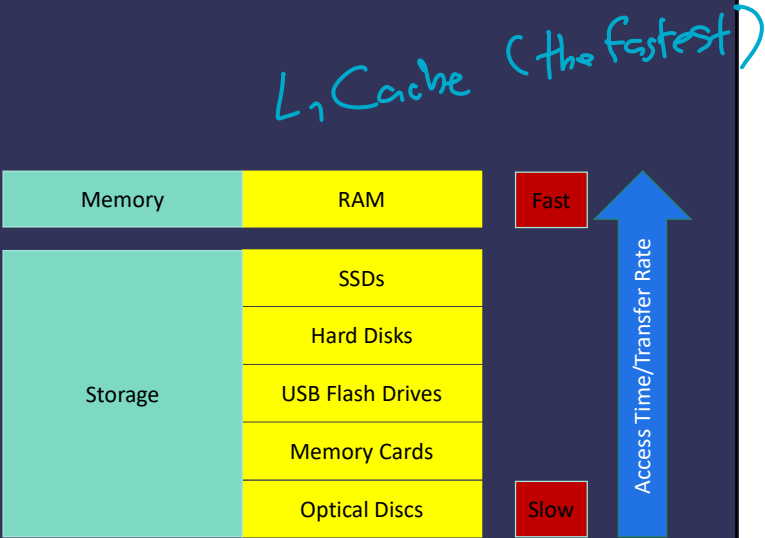 L1 Cache (the fastest)
Memory RAM Fast
SSDs
Hard Disks
Storage USB Flash Drives
Memory Cards
Optical Discs Slow
Access Time/Transfer Rate